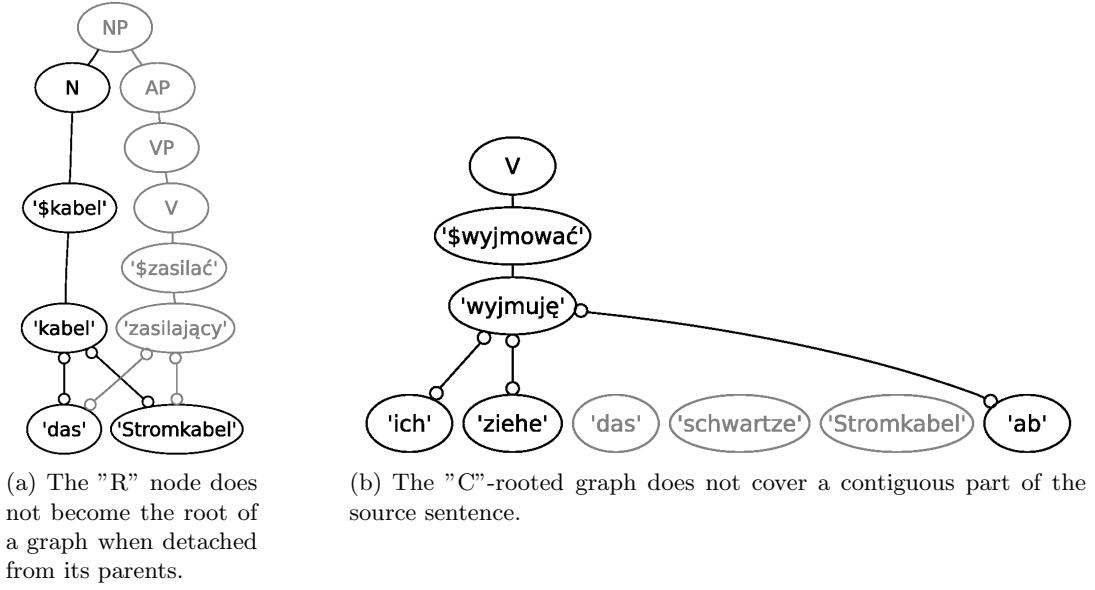 NP
N AP
VP
'$kabel' V
'$zasilać'
'kabel' 'zasilający'
'das' 'Stromkabel'
(a) The ”R” node does
not become the root of
a graph when detached
from its parents.
V
'$wyjmować'
'wyjmuję'
'ich' 'ziehe' 'das' 'schwartze' 'Stromkabel' 'ab'
(b) The ”C”-rooted graph does not cover a contiguous part of the
source sentence.